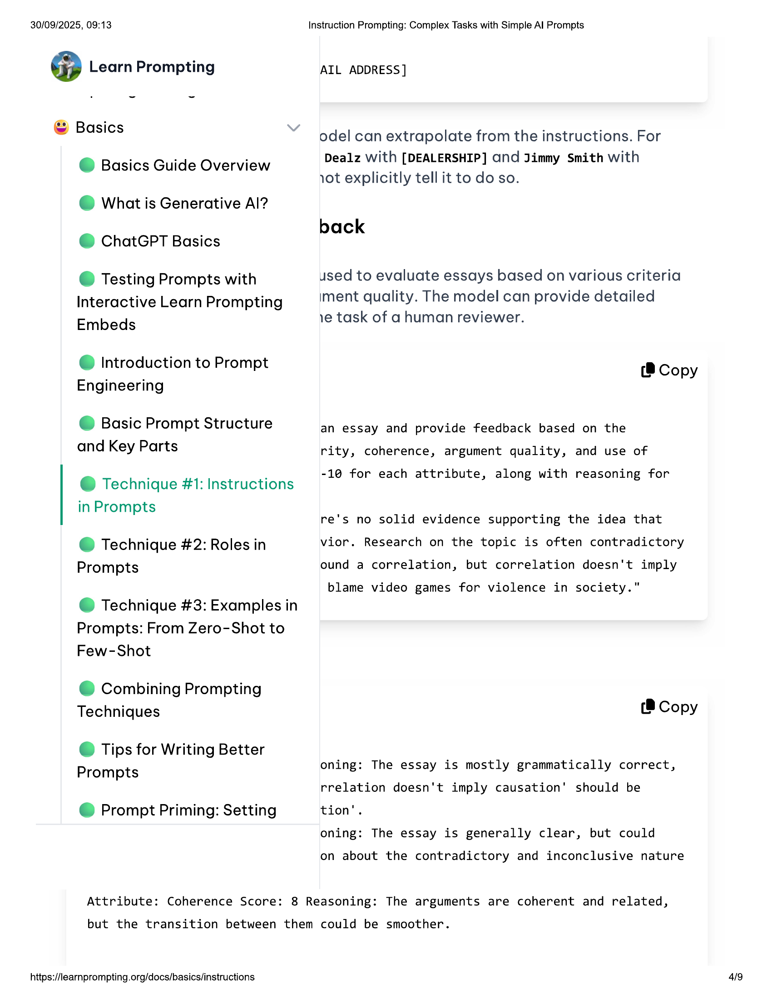 30/09/2025, 09:13
Instruction Prompting: Complex Tasks with Simple AI Prompts
Learn Prompting
Basics
Basics Guide Overview
What is Generative AI?
ChatGPT Basics
Testing Prompts with
Interactive Learn Prompting
Embeds
Introduction to Prompt
Engineering
Basic Prompt Structure
and Key Parts
Technique #1: Instructions
in Prompts
Technique #2: Roles in
Prompts
Technique #3: Examples in
Prompts: From Zero-Shot to
Few-Shot
Combining Prompting
Techniques
Tips for Writing Better
Prompts
Prompt Priming: Setting
AIL ADDRESS]
odel can extrapolate from the instructions. For
Dealz with [DEALERSHIP] and Jimmy Smith with
not explicitly tell it to do so.
back
used to evaluate essays based on various criteria
ment quality. The model can provide detailed
he task of a human reviewer.
Copy
an essay and provide feedback based on the
rity, coherence, argument quality, and use of
-10 for each attribute, along with reasoning for
re's no solid evidence supporting the idea that
vior. Research on the topic is often contradictory
ound a correlation, but correlation doesn't imply
blame video games for violence in society."
Copy
oning: The essay is mostly grammatically correct,
rrelation doesn't imply causation' should be
tion'.
oning: The essay is generally clear, but could
on about the contradictory and inconclusive nature
Attribute: Coherence Score: 8 Reasoning: The arguments are coherent and related,
but the transition between them could be smoother.
https://learnprompting.org/docs/basics/instructions
4/9